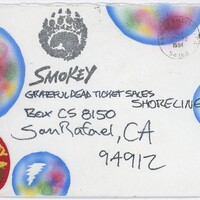 SMOKEY
GRATEFUL DEAD TICKET SALES
SHORELINE
BOX CS 8150
San Rafael, CA
94912